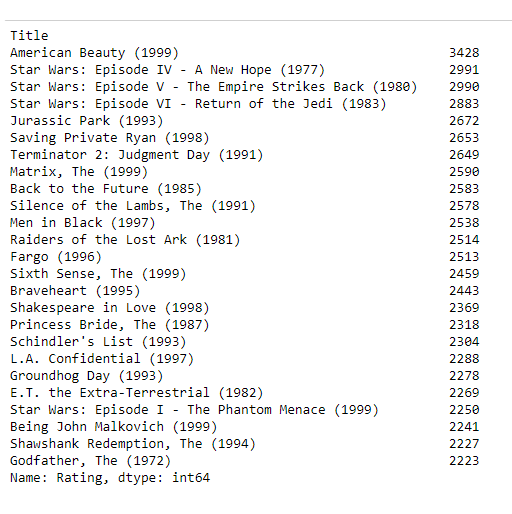 Title
American Beauty (1999) 3428
Star Wars: Episode IV - A New Hope (1977) 2991
Star Wars: Episode V - The Empire Strikes Back (1980) 2990
Star Wars: Episode VI - Return of the Jedi (1983) 2883
Jurassic Park (1993) 2672
Saving Private Ryan (1998) 2653
Terminator 2: Judgment Day (1991) 2649
Matrix, The (1999) 2590
Back to the Future (1985) 2583
Silence of the Lambs, The (1991) 2578
Men in Black (1997) 2538
Raiders of the Lost Ark (1981) 2514
Fargo (1996) 2513
Sixth Sense, The (1999) 2459
Braveheart (1995) 2443
Shakespeare in Love (1998) 2369
Princess Bride, The (1987) 2318
Schindler's List (1993) 2304
L.A. Confidential (1997) 2288
Groundhog Day (1993) 2278
E.T. the Extra-Terrestrial (1982) 2269
Star Wars: Episode I - The Phantom Menace (1999) 2250
Being John Malkovich (1999) 2241
Shawshank Redemption, The (1994) 2227
Godfather, The (1972) 2223
Name: Rating, dtype: int64